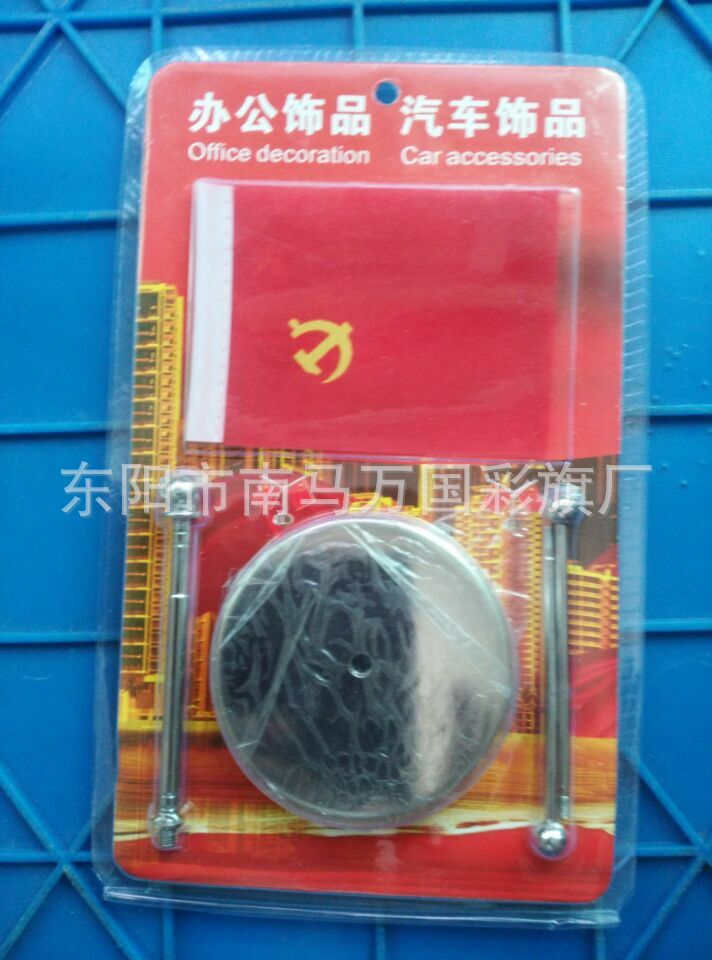 办公饰品 汽车饰品
Office decoration Car accessories
东阳市南马万国彩旗厂